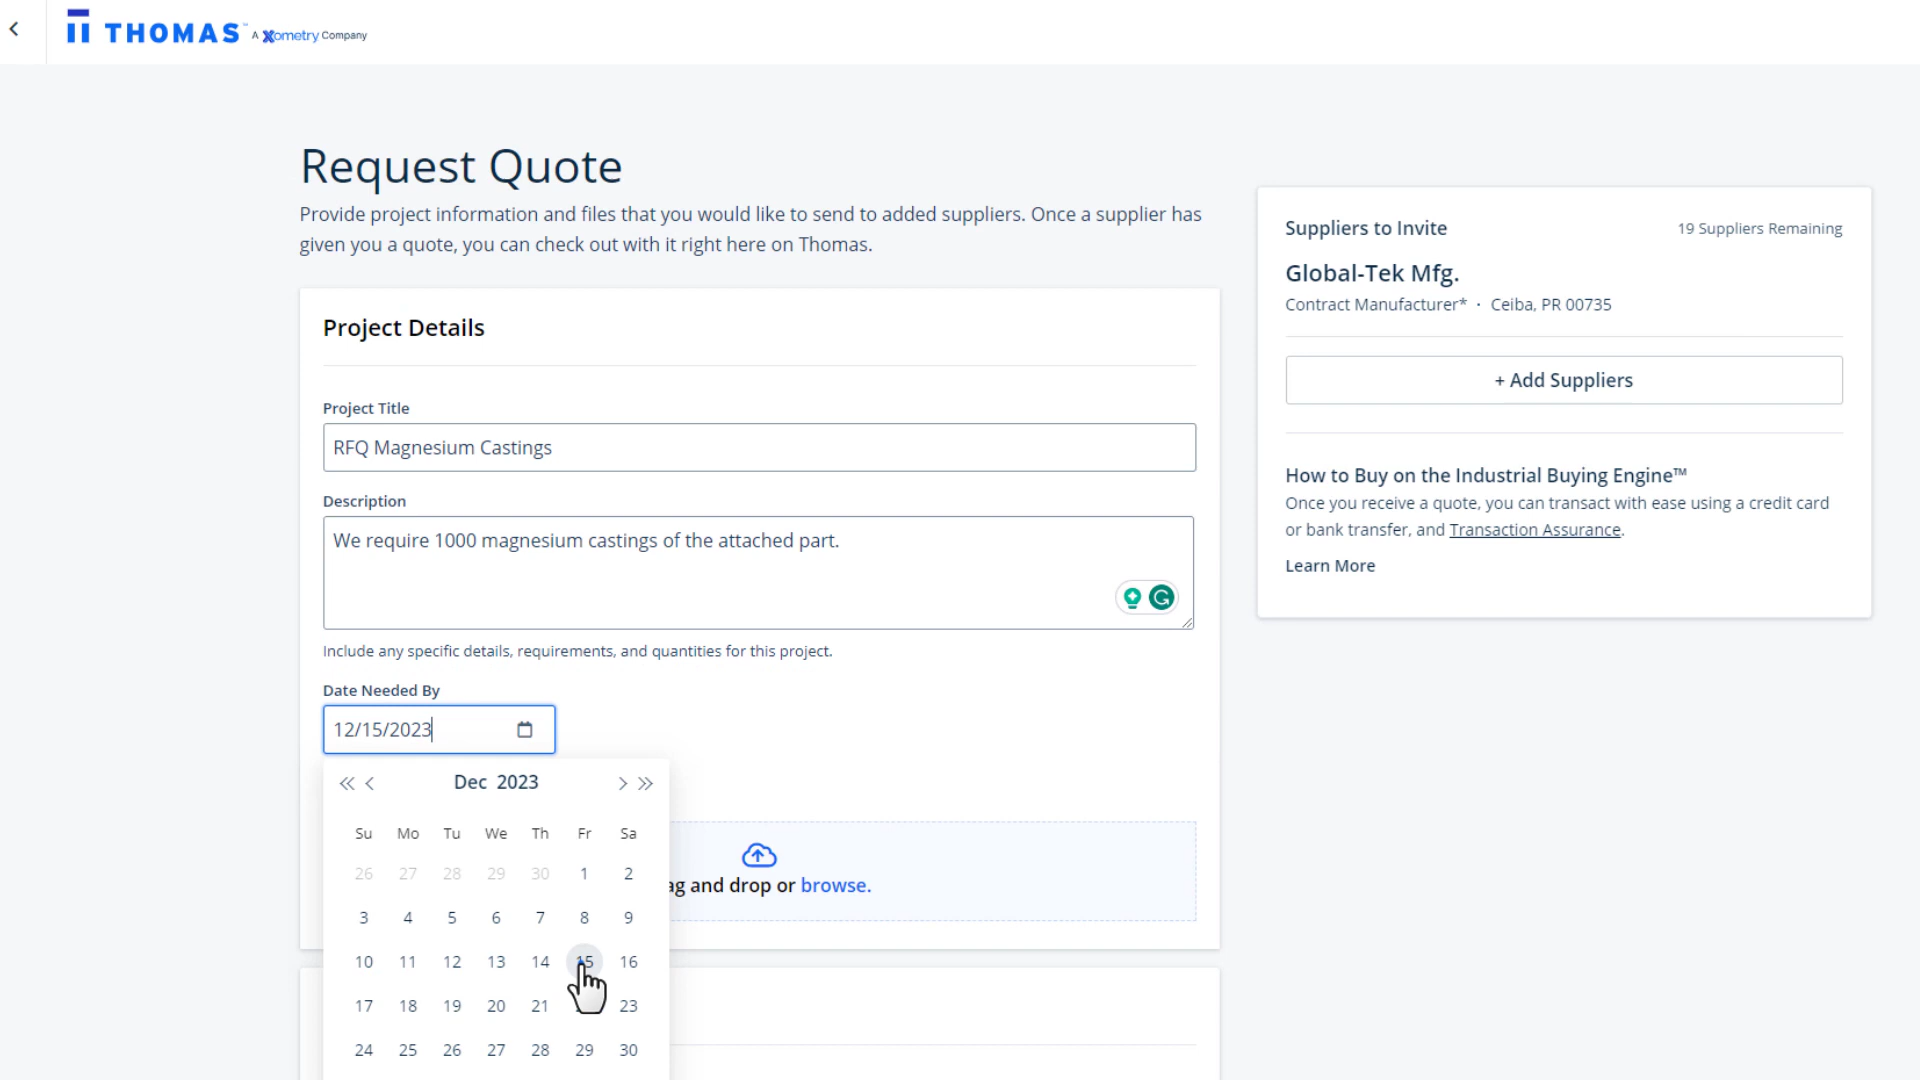 THOMAS™ A Xometry Company
Request Quote
Provide project information and files that you would like to send to added suppliers. Once a supplier has
given you a quote, you can check out with it right here on Thomas.
Project Details
Project Title
RFQ Magnesium Castings
Description
We require 1000 magnesium castings of the attached part.
Include any specific details, requirements, and quantities for this project.
Date Needed By
12/15/2023
Dec 2023
Su Mo Tu We Th Fr Sa
26 27 28 29 30 1 2
3 4 5 6 7 8 9
10 11 12 13 14 15 16
17 18 19 20 21 23
24 25 26 27 28 29 30
and drop or browse.
Suppliers to Invite
19 Suppliers Remaining
Global-Tek Mfg.
Contract Manufacturer* · Ceiba, PR 00735
+ Add Suppliers
How to Buy on the Industrial Buying Engine™
Once you receive a quote, you can transact with ease using a credit card
or bank transfer, and Transaction Assurance.
Learn More